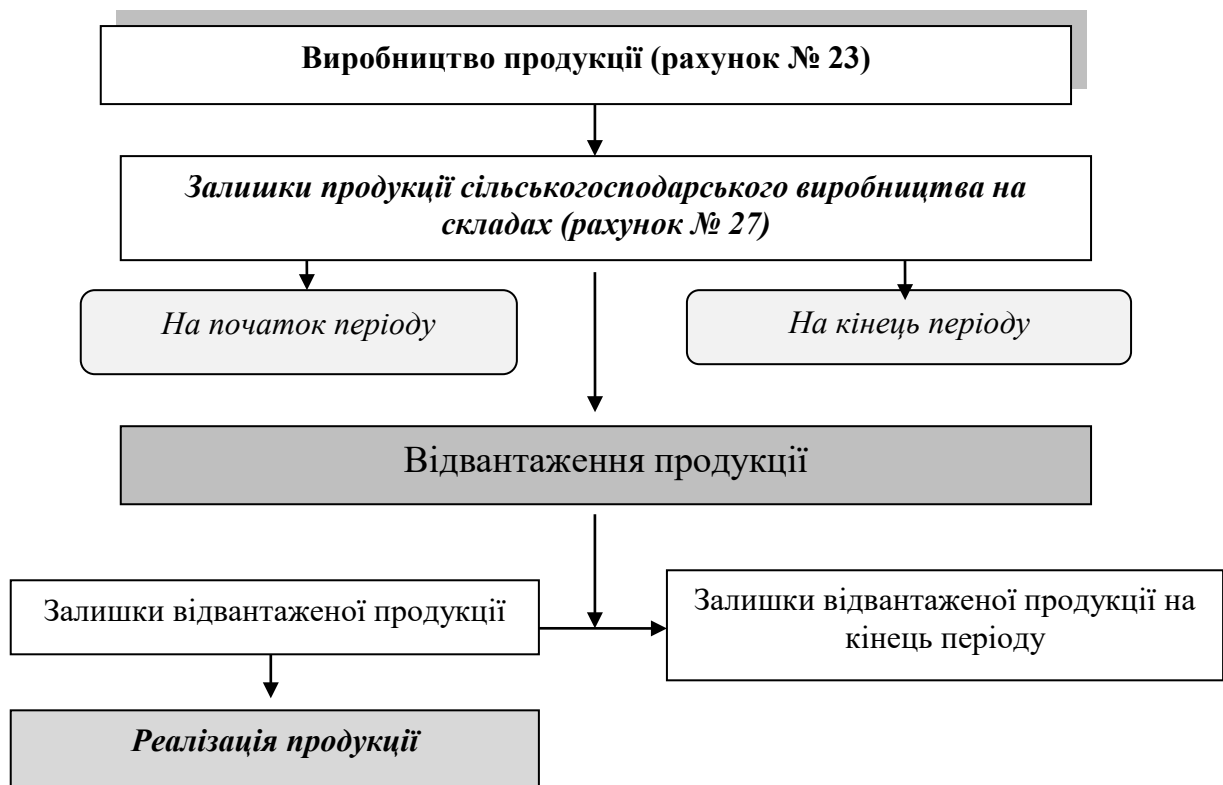 Виробництво продукції (рахунок № 23)
Залишки продукції сільськогосподарського виробництва на
складах (рахунок № 27)
На початок періоду
На кінець періоду
Відвантаження продукції
Залишки відвантаженої продукції
Залишки відвантаженої продукції на
кінець періоду
Реалізація продукції